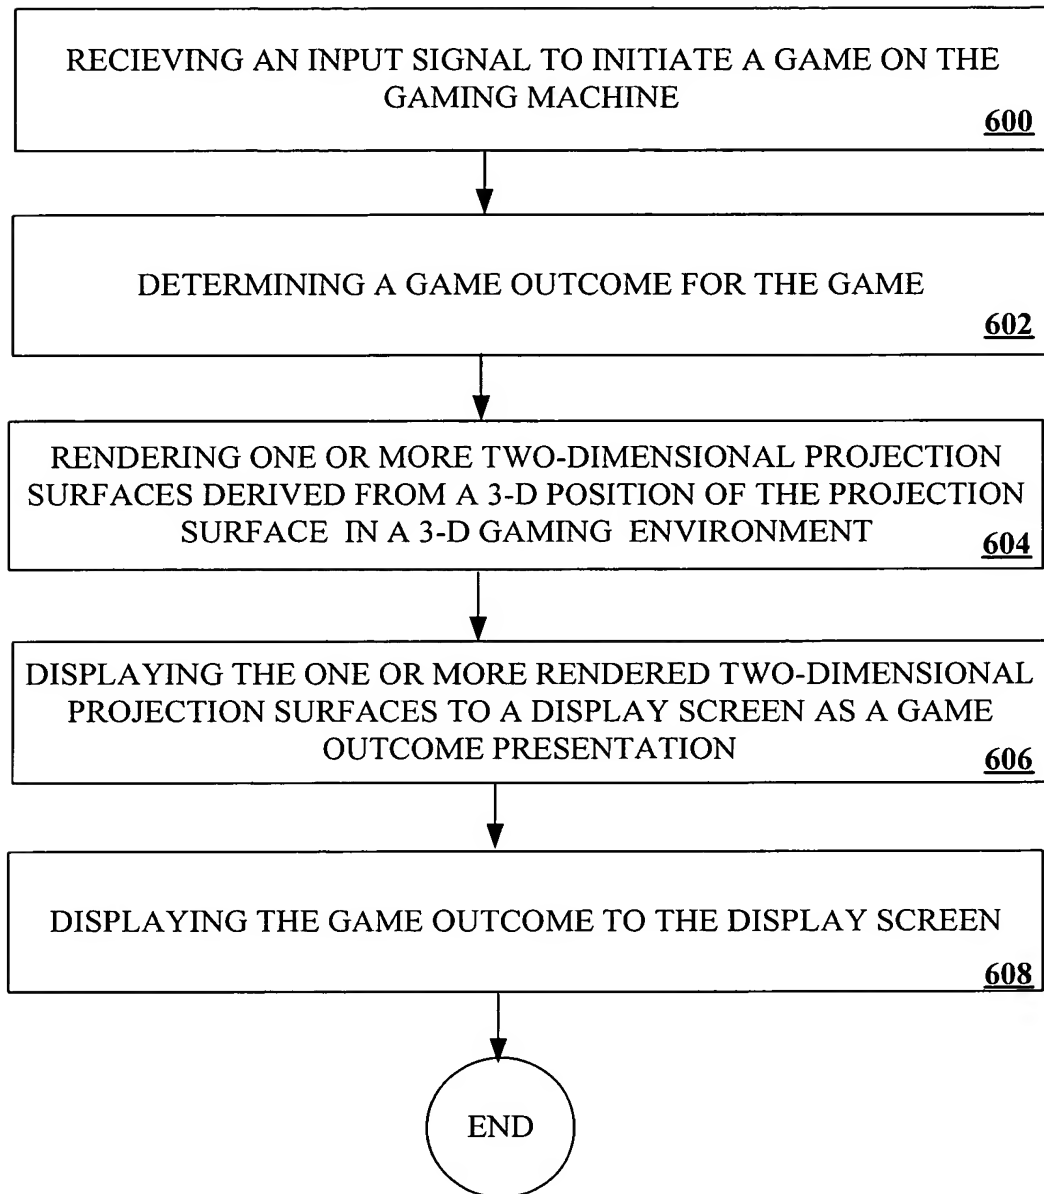 RECIEVING AN INPUT SIGNAL TO INITIATE A GAME ON THE
GAMING MACHINE
600
DETERMINING A GAME OUTCOME FOR THE GAME
602
RENDERING ONE OR MORE TWO-DIMENSIONAL PROJECTION
SURFACES DERIVED FROM A 3-D POSITION OF THE PROJECTION
SURFACE IN A 3-D GAMING ENVIRONMENT
604
DISPLAYING THE ONE OR MORE RENDERED TWO-DIMENSIONAL
PROJECTION SURFACES TO A DISPLAY SCREEN AS A GAME
OUTCOME PRESENTATION
606
DISPLAYING THE GAME OUTCOME TO THE DISPLAY SCREEN
608
END